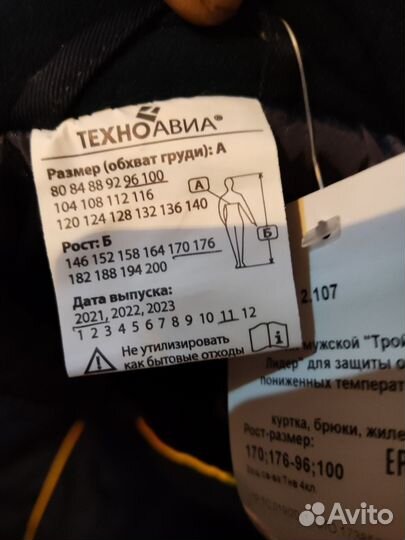 ТЕХНОАВИА®
Размер (обхват груди): А
80 84 88 92 96 100
104 108 112 116
120 124 128 132 136 140
А
Рост: Б
146 152 158 164 170 176
182 188 194 200
Б
Дата выпуска:
2021, 2022, 2023
1 2 3 4 5 6 7 8 9 10 11 12
Не утилизировать
как бытовые отходы
2.107
мужской "Трой
Лидер" для защиты о
пониженных температ
куртка, брюки, жиле
Рост-размер:
170;176-96;100
ЕР
Avito